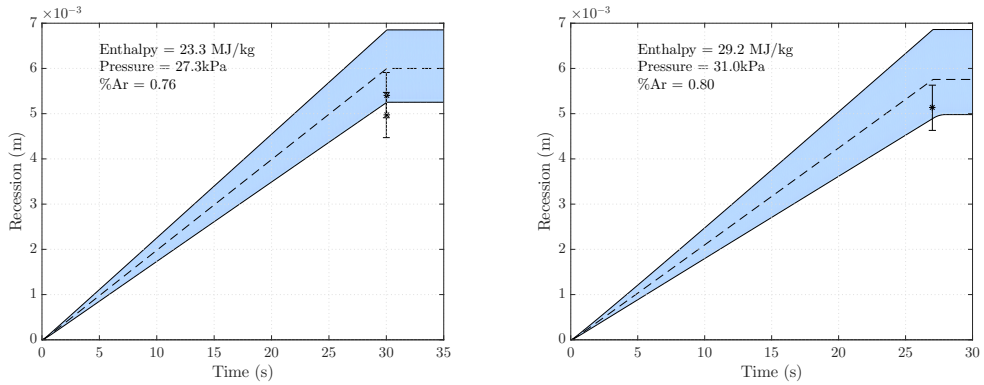 ×10⁻³
7
6
5
4
3
2
1
0
Recession (m)
Enthalpy = 23.3 MJ/kg
Pressure = 27.3kPa
%Ar = 0.76
0 5 10 15 20 25 30 35
Time (s)
×10⁻³
7
6
5
4
3
2
1
0
Recession (m)
Enthalpy = 29.2 MJ/kg
Pressure = 31.0kPa
%Ar = 0.80
0 5 10 15 20 25 30
Time (s)